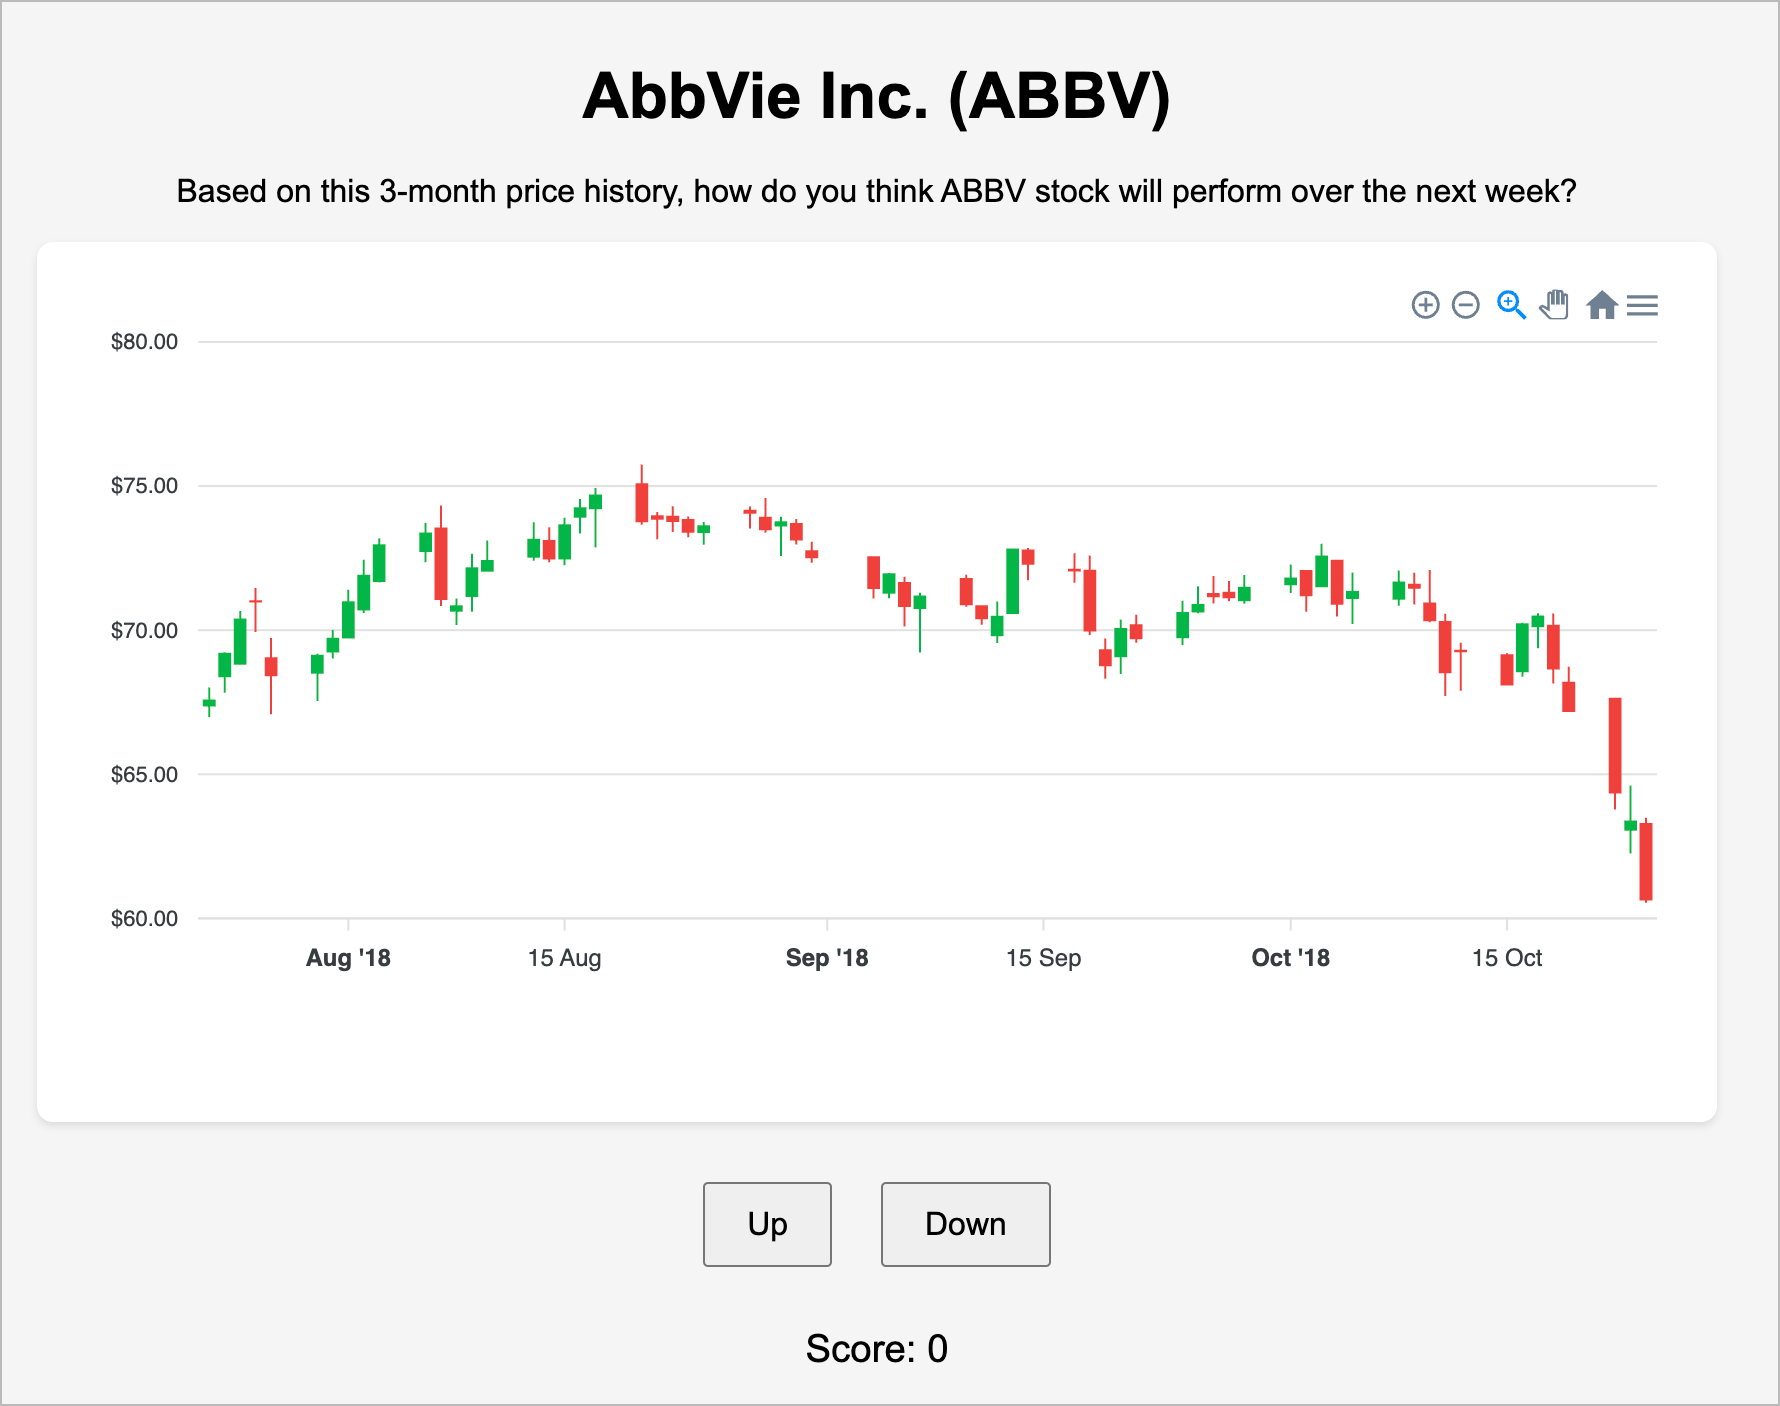 AbbVie Inc. (ABBV)
Based on this 3-month price history, how do you think ABBV stock will perform over the next week?
$80.00
$75.00
$70.00
$65.00
$60.00
Aug '18
15 Aug
Sep '18
15 Sep
Oct '18
15 Oct
Up
Down
Score: 0